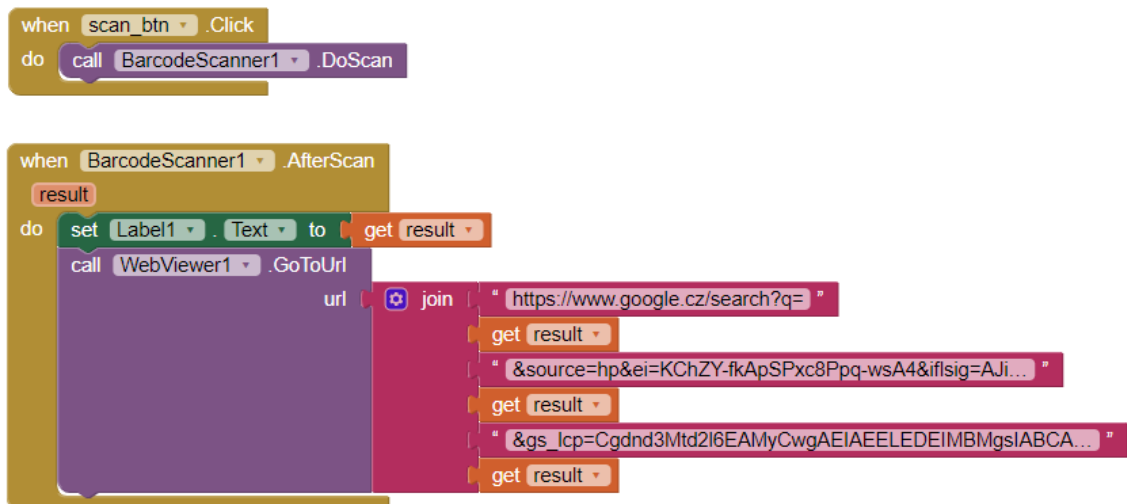 when scan_btn .Click
do call BarcodeScanner1 .DoScan
when BarcodeScanner1 .AfterScan
result
do set Label1 . Text to get result
call WebViewer1 .GoToUrl
url join “ https://www.google.cz/search?q= ”
get result
“ &source=hp&ei=KChZY-fkApSPxc8Ppq-wsA4&iflsig=AJi... ”
get result
“ &gs_lcp=Cgdnd3Mtd2l6EAMyCwgAEIAEELEDEIMBMgsIABCA... ”
get result